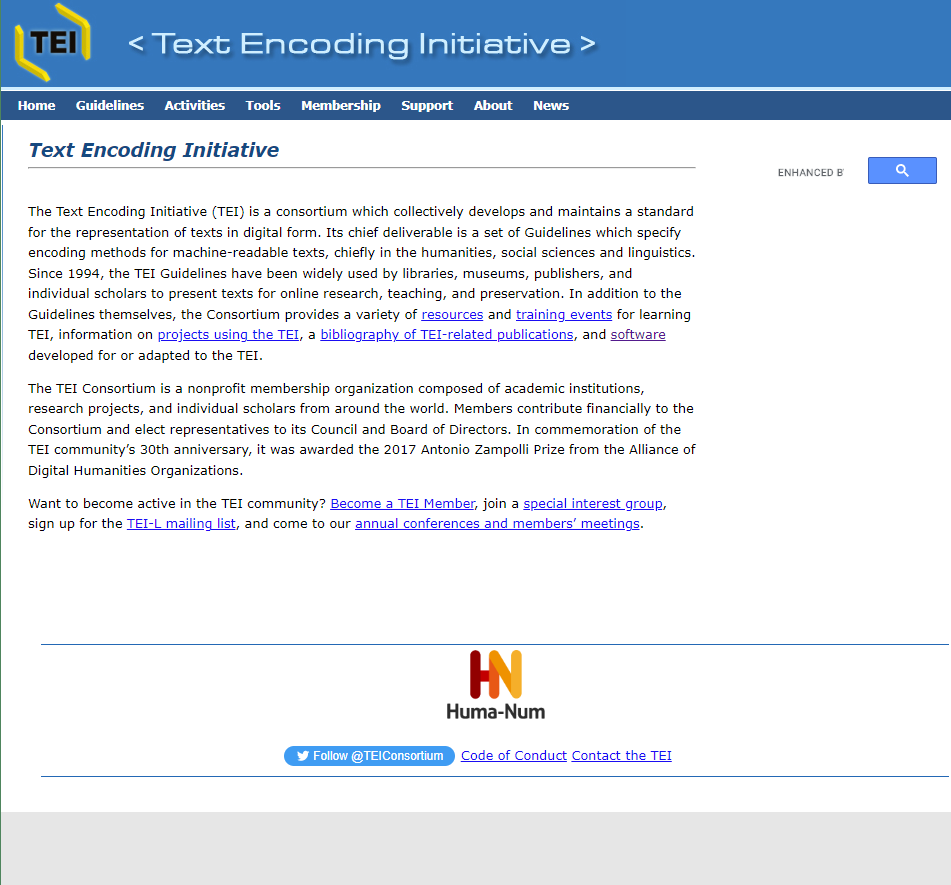 TEI
< Text Encoding Initiative >
Home Guidelines Activities Tools Membership Support About News
Text Encoding Initiative
ENHANCED
The Text Encoding Initiative (TEI) is a consortium which collectively develops and maintains a standard
for the representation of texts in digital form. Its chief deliverable is a set of Guidelines which specify
encoding methods for machine-readable texts, chiefly in the humanities, social sciences and linguistics.
Since 1994, the TEI Guidelines have been widely used by libraries, museums, publishers, and
individual scholars to present texts for online research, teaching, and preservation. In addition to the
Guidelines themselves, the Consortium provides a variety of resources and training events for learning
TEI, information on projects using the TEI, a bibliography of TEI-related publications, and software
developed for or adapted to the TEI.
The TEI Consortium is a nonprofit membership organization composed of academic institutions,
research projects, and individual scholars from around the world. Members contribute financially to the
Consortium and elect representatives to its Council and Board of Directors. In commemoration of the
TEI community’s 30th anniversary, it was awarded the 2017 Antonio Zampolli Prize from the Alliance of
Digital Humanities Organizations.
Want to become active in the TEI community? Become a TEI Member, join a special interest group,
sign up for the TEI-L mailing list, and come to our annual conferences and members’ meetings.
HN
Huma-Num
Follow @TEIConsortium Code of Conduct Contact the TEI